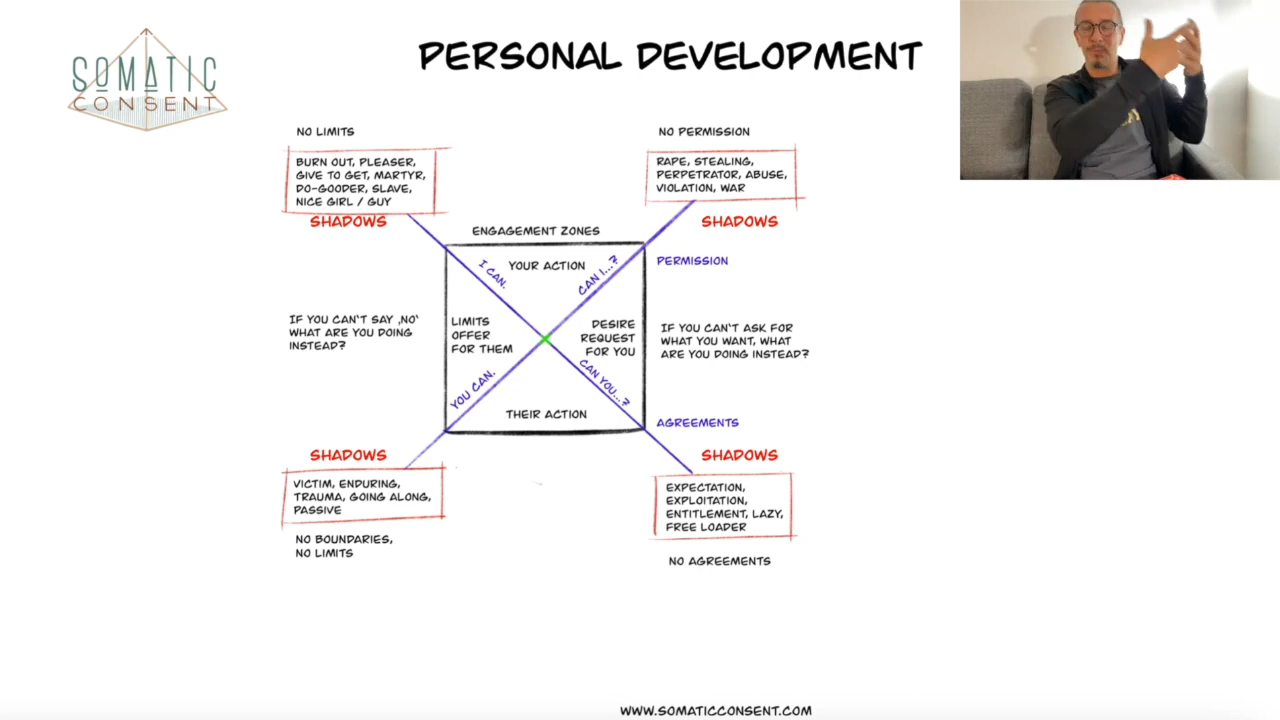 SOMATIC
CONSENT
PERSONAL DEVELOPMENT
NO LIMITS
BURN OUT, PLEASER,
GIVE TO GET, MARTYR,
DO-GOODER, SLAVE,
NICE GIRL / GUY
SHADOWS
NO PERMISSION
RAPE, STEALING,
PERPETRATOR, ABUSE,
VIOLATION, WAR
SHADOWS
ENGAGEMENT ZONES
YOUR ACTION
I CAN.
CAN I...?
PERMISSION
IF YOU CAN'T SAY ,NO'
WHAT ARE YOU DOING
INSTEAD?
LIMITS
OFFER
FOR THEM
DESIRE
REQUEST
FOR YOU
IF YOU CAN'T ASK FOR
WHAT YOU WANT, WHAT
ARE YOU DOING INSTEAD?
YOU CAN.
CAN YOU...?
THEIR ACTION
AGREEMENTS
SHADOWS
VICTIM, ENDURING,
TRAUMA, GOING ALONG,
PASSIVE
NO BOUNDARIES,
NO LIMITS
SHADOWS
EXPECTATION,
EXPLOITATION,
ENTITLEMENT, LAZY,
FREE LOADER
NO AGREEMENTS
WWW.SOMATICCONSENT.COM